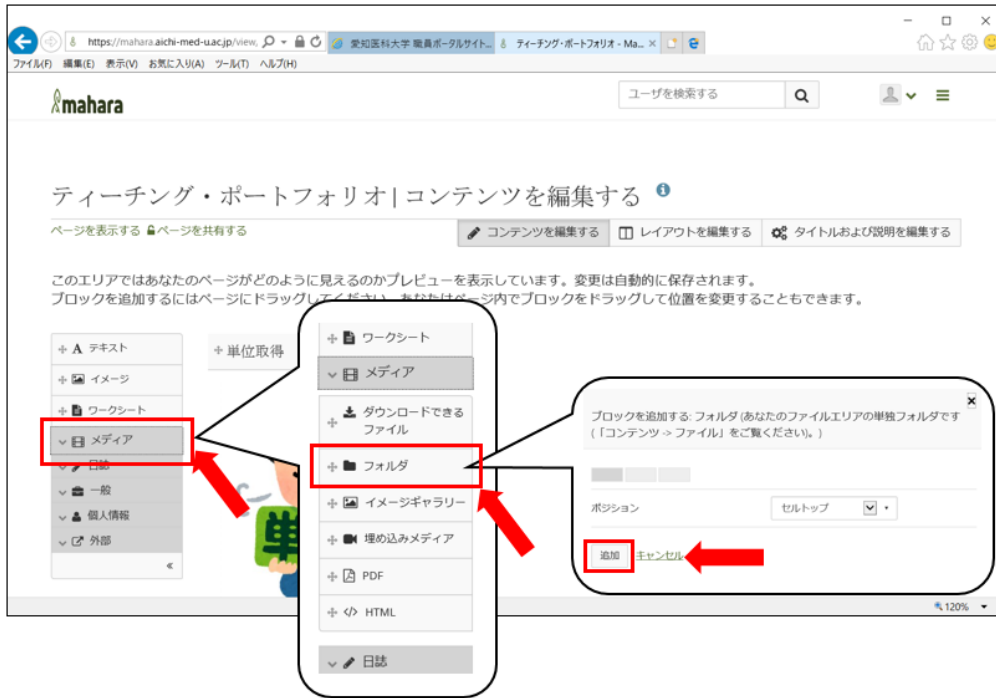 https://mahara.aichi-med-u.ac.jp/view,
愛知医科大学 職員ポータルサイト...
ティーチング・ポートフォリオ - Ma...
ファイル(F) 編集(E) 表示(V) お気に入り(A) ツール(T) ヘルプ(H)
mahara
ユーザを検索する
ティーチング・ポートフォリオ | コンテンツを編集する
ページを表示する ページを共有する
コンテンツを編集する レイアウトを編集する タイトルおよび説明を編集する
このエリアではあなたのページがどのように見えるのかプレビューを表示しています。変更は自動的に保存されます。
ブロックを追加するにはページにドラッグしてください。あなたはページ内でブロックをドラッグして位置を変更することもできます。
A テキスト
イメージ
ワークシート
メディア
日誌
一般
個人情報
外部
«
単位取得
単
ワークシート
メディア
ダウンロードできる
ファイル
フォルダ
イメージギャラリー
埋め込みメディア
PDF
HTML
日誌
ブロックを追加する: フォルダ (あなたのファイルエリアの単独フォルダです
(「コンテンツ -> ファイル」をご覧ください)。)
ポジション
セルトップ
追加 キャンセル
120%